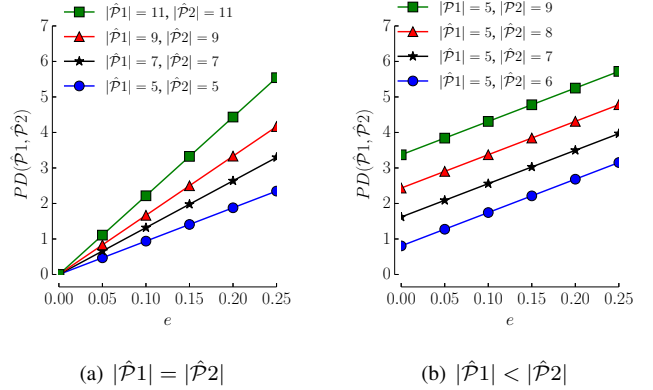 |P̂1| = 11, |P̂2| = 11
|P̂1| = 9, |P̂2| = 9
|P̂1| = 7, |P̂2| = 7
|P̂1| = 5, |P̂2| = 5
PD(P̂1, P̂2)
7
6
5
4
3
2
1
0
0.00 0.05 0.10 0.15 0.20 0.25
e
(a) |P̂1| = |P̂2|
|P̂1| = 5, |P̂2| = 9
|P̂1| = 5, |P̂2| = 8
|P̂1| = 5, |P̂2| = 7
|P̂1| = 5, |P̂2| = 6
PD(P̂1, P̂2)
7
6
5
4
3
2
1
0
0.00 0.05 0.10 0.15 0.20 0.25
e
(b) |P̂1| < |P̂2|